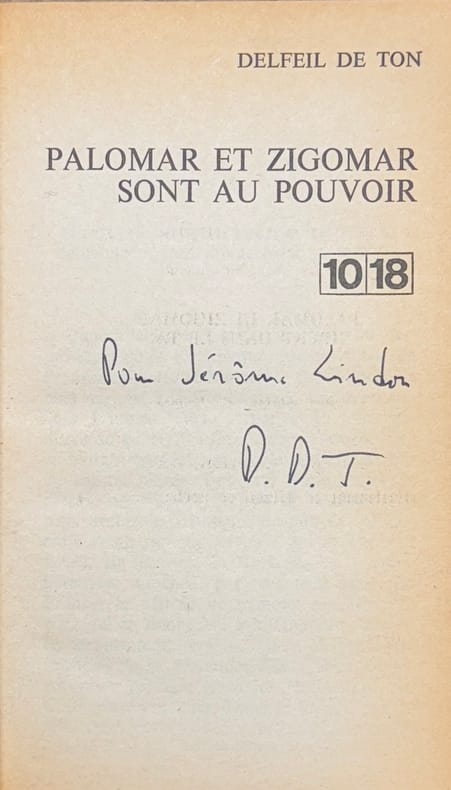 DELFEIL DE TON
PALOMAR ET ZIGOMAR
SONT AU POUVOIR
10 18
Pour Jérôme Lindon
D. D. T.